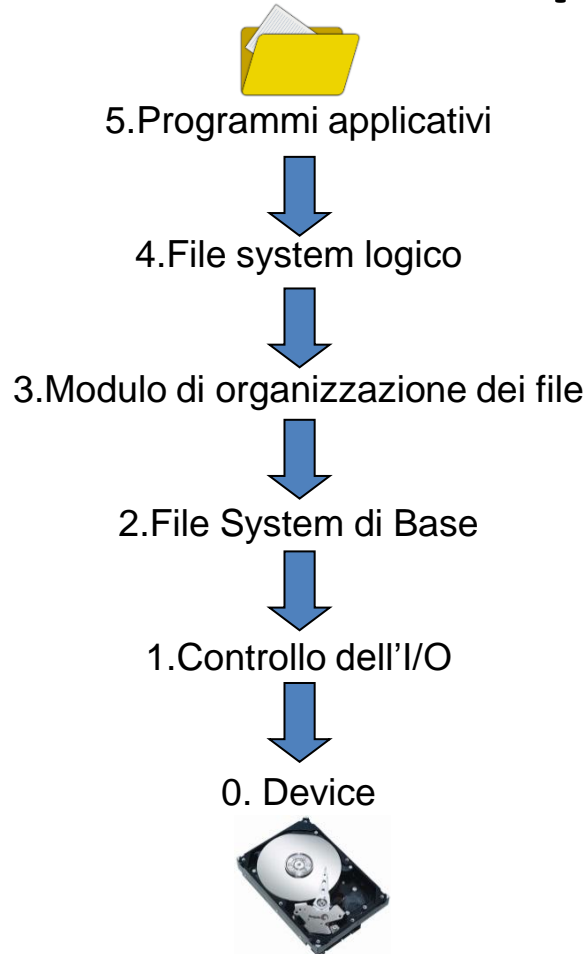 5.Programmi applicativi
4.File system logico
3.Modulo di organizzazione dei file
2.File System di Base
1.Controllo dell’I/O
0. Device